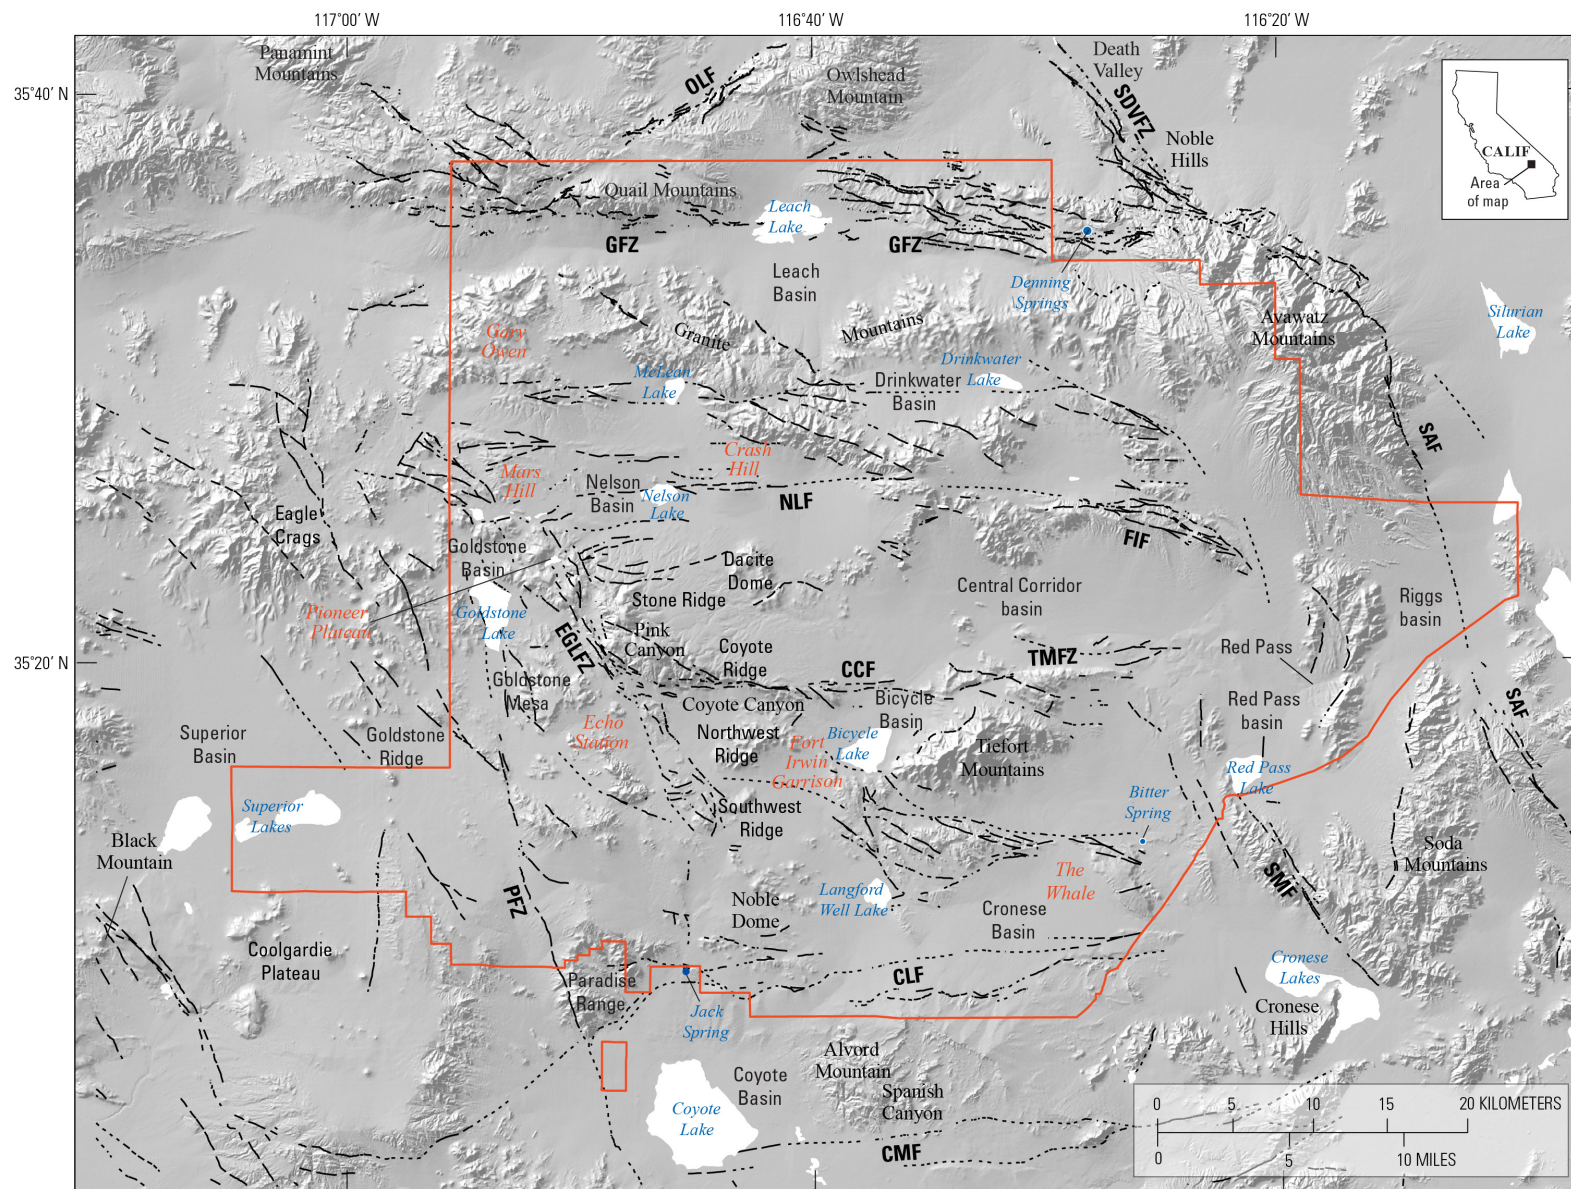 117°00′ W
116°40′ W
116°20′ W
Panamint
Mountains
OLF
Owlshead
Mountain
Death
Valley
SDVFZ
35°40′ N
Noble
Hills
CALIF
Area
of map
Quail Mountains
Leach
Lake
GFZ
GFZ
Leach
Basin
Denning
Springs
Silurian
Lake
Gary
Owen
Granite
Mountains
Avawatz
Mountains
McLean
Lake
Drinkwater
Lake
Drinkwater
Basin
SAF
Crash
Hill
Mars
Hill
Nelson
Basin
Nelson
Lake
NLF
Eagle
Crags
FIF
Goldstone
Basin
Dacite
Dome
Central Corridor
basin
Stone Ridge
Riggs
basin
Pioneer
Plateau
Goldstone
Lake
EGLFZ
Pink
Canyon
Coyote
Ridge
35°20′ N
CCF
TMFZ
Red Pass
Goldstone
Mesa
Coyote Canyon
Bicycle
Basin
Red Pass
basin
SAF
Superior
Basin
Goldstone
Ridge
Echo
Station
Northwest
Ridge
Fort
Irwin
Garrison
Bicycle
Lake
Tiefort
Mountains
Red Pass
Lake
Superior
Lakes
Southwest
Ridge
Bitter
Spring
Black
Mountain
Soda
Mountains
SMF
PFZ
Langford
Well Lake
The
Whale
Noble
Dome
Cronese
Basin
Coolgardie
Plateau
CLF
Cronese
Lakes
Paradise
Range
Jack
Spring
Cronese
Hills
Alvord
Mountain
Coyote
Basin
Spanish
Canyon
Coyote
Lake
CMF
0 5 10 15 20 KILOMETERS
0 5 10 MILES